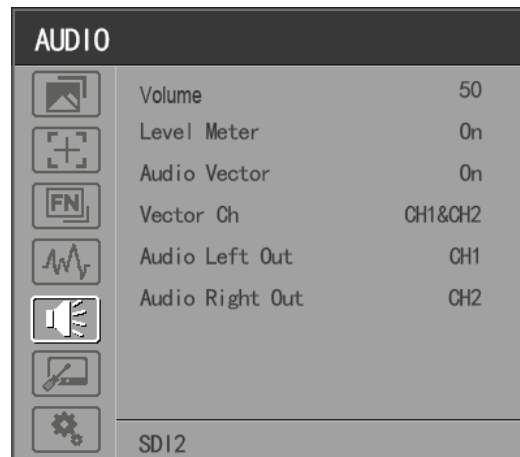 AUDIO
Volume 50
Level Meter On
Audio Vector On
FN
Vector Ch CH1&CH2
Audio Left Out CH1
Audio Right Out CH2
SDI2